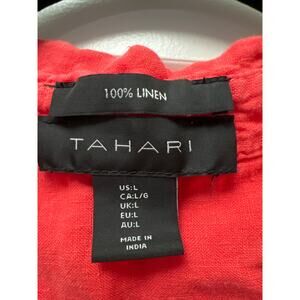 100% LINEN
TAHARI
US:L
CA:L/G
UK:L
EU:L
AU:L
MADE IN
INDIA